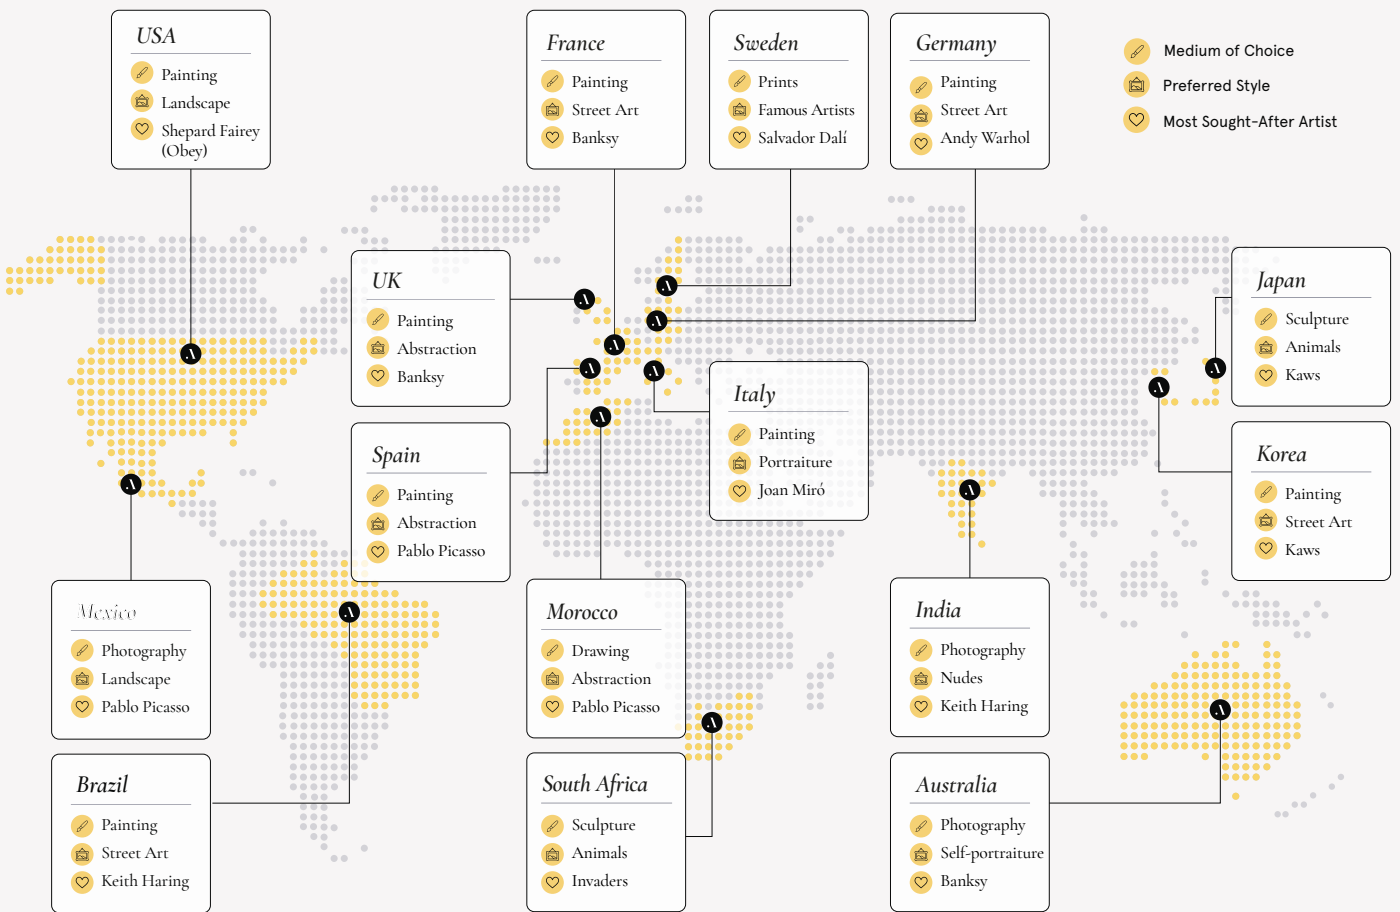 USA
Painting
Landscape
Shepard Fairey
(Obey)
France
Painting
Street Art
Banksy
Sweden
Prints
Famous Artists
Salvador Dalí
Germany
Painting
Street Art
Andy Warhol
Medium of Choice
Preferred Style
Most Sought-After Artist
UK
Painting
Abstraction
Banksy
Japan
Sculpture
Animals
Kaws
Italy
Painting
Portraiture
Joan Miró
Spain
Painting
Abstraction
Pablo Picasso
Korea
Painting
Street Art
Kaws
Mexico
Photography
Landscape
Pablo Picasso
Morocco
Drawing
Abstraction
Pablo Picasso
India
Photography
Nudes
Keith Haring
Brazil
Painting
Street Art
Keith Haring
South Africa
Sculpture
Animals
Invaders
Australia
Photography
Self-portraiture
Banksy